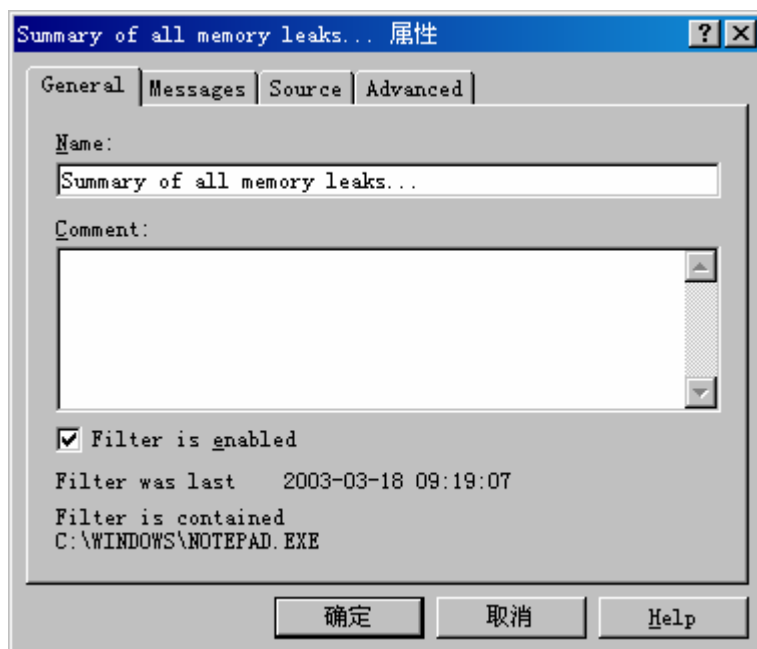 Summary of all memory leaks... 属性
General Messages Source Advanced
Name:
Summary of all memory leaks...
Comment:
Filter is enabled
Filter was last 2003-03-18 09:19:07
Filter is contained
C:\WINDOWS\NOTEPAD.EXE
确定 取消 Help